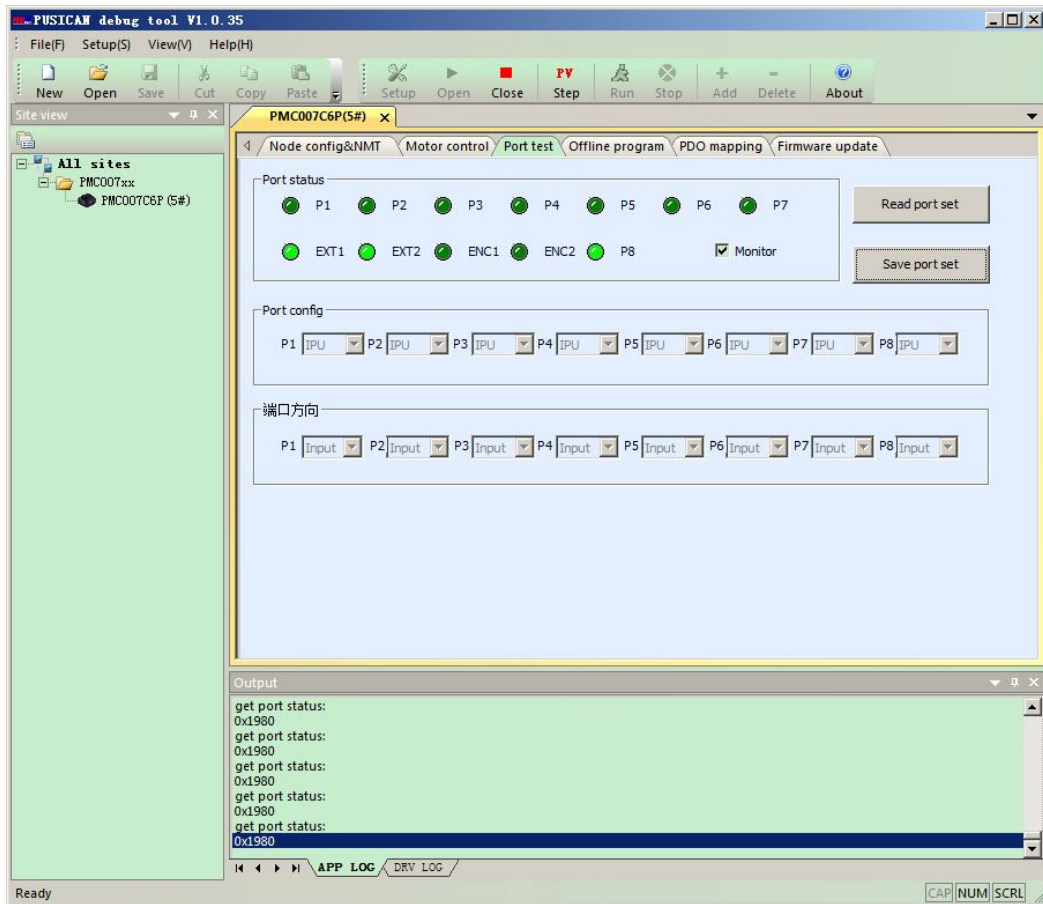 PUSICAN debug tool V1.0.35
File(F) Setup(S) View(V) Help(H)
New Open Save Cut Copy Paste Setup Open Close Step Run Stop Add Delete About
PV
Site view
All sites
PMC007xx
PMC007C6P (5#)
PMC007C6P(5#)
Node config&NMT Motor control Port test Offline program PDO mapping Firmware update
Port status
P1 P2 P3 P4 P5 P6 P7
EXT1 EXT2 ENC1 ENC2 P8 Monitor
Read port set
Save port set
Port config
P1 IPU P2 IPU P3 IPU P4 IPU P5 IPU P6 IPU P7 IPU P8 IPU
端口方向
P1 Input P2 Input P3 Input P4 Input P5 Input P6 Input P7 Input P8 Input
Output
get port status:
0x1980
get port status:
0x1980
get port status:
0x1980
get port status:
0x1980
get port status:
0x1980
APP LOG DRV LOG
Ready
CAP NUM SCRL